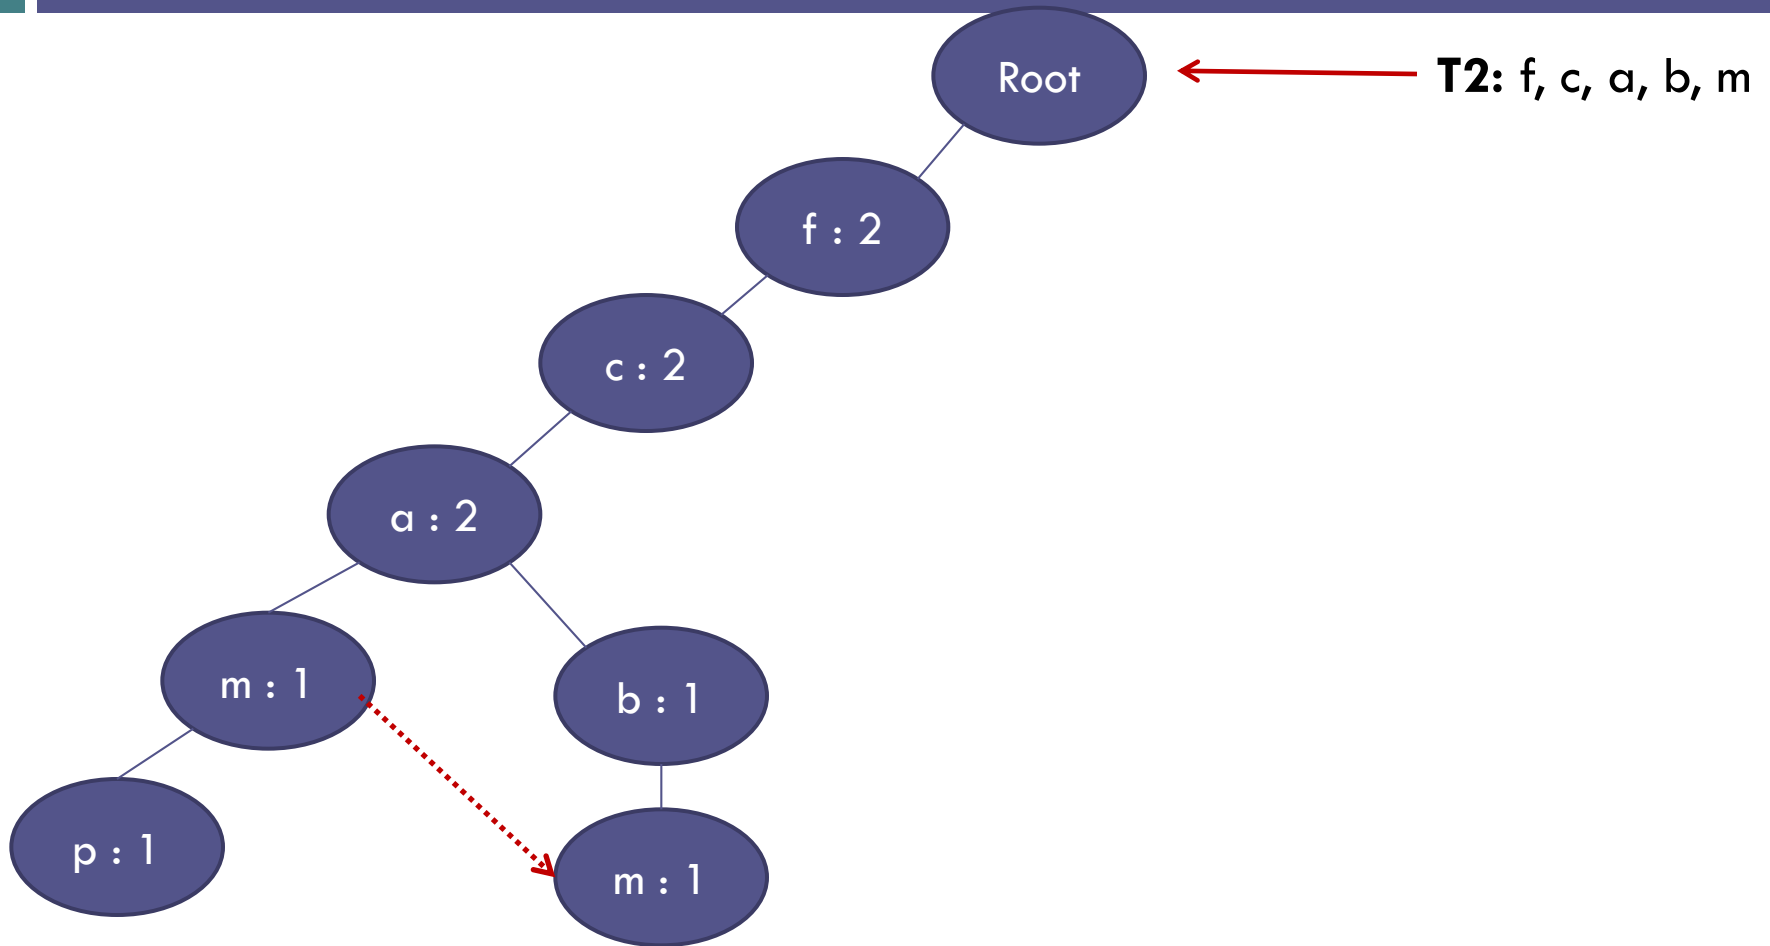 Root
T2: f, c, a, b, m
f : 2
c : 2
a : 2
m : 1
b : 1
p : 1
m : 1